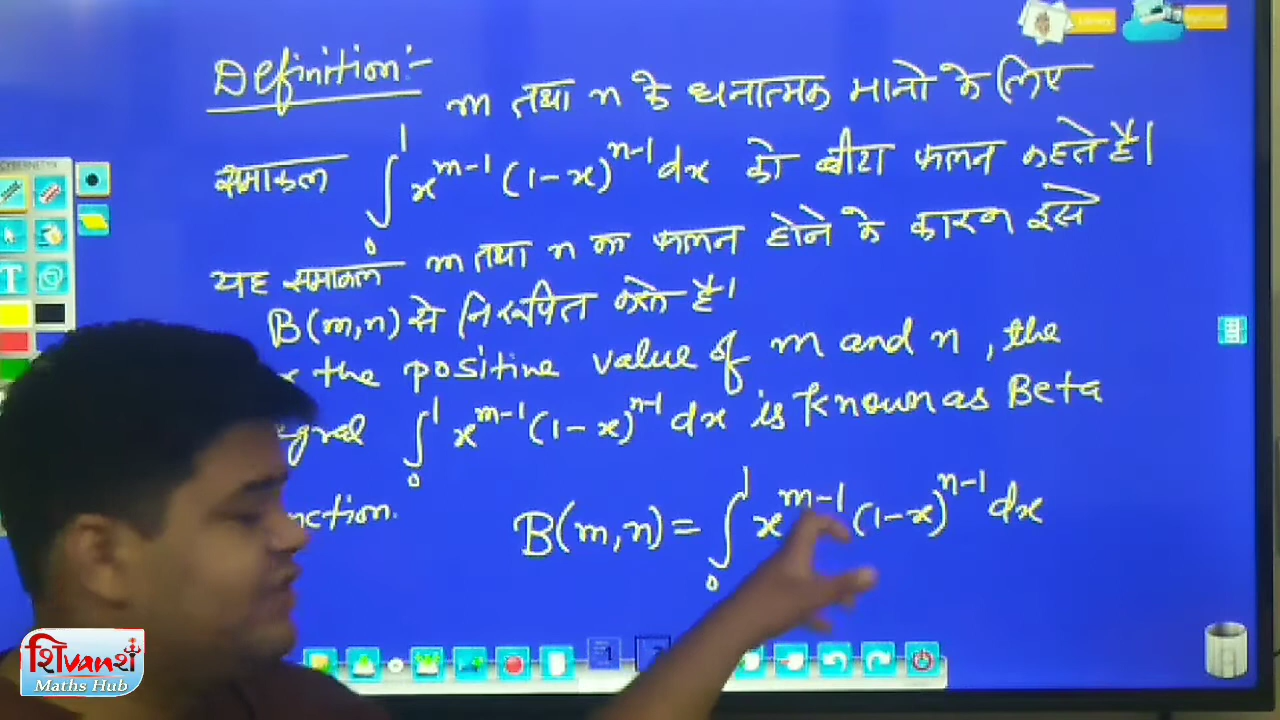 Definition:-
m तथा n के धनात्मक मानो के लिए
समाकल ∫₀¹ x^{m-1} (1-x)^{n-1} dx को बीटा फलन कहते है।
यह समाकल m तथा n का फलन होने के कारण इसे
B(m,n) से निरूपित करते है।
the positive value of m and n, the
∫₀¹ x^{m-1} (1-x)^{n-1} dx is known as Beta
B(m,n) = ∫₀¹ x^{m-1} (1-x)^{n-1} dx
शिvanशं
Maths Hub